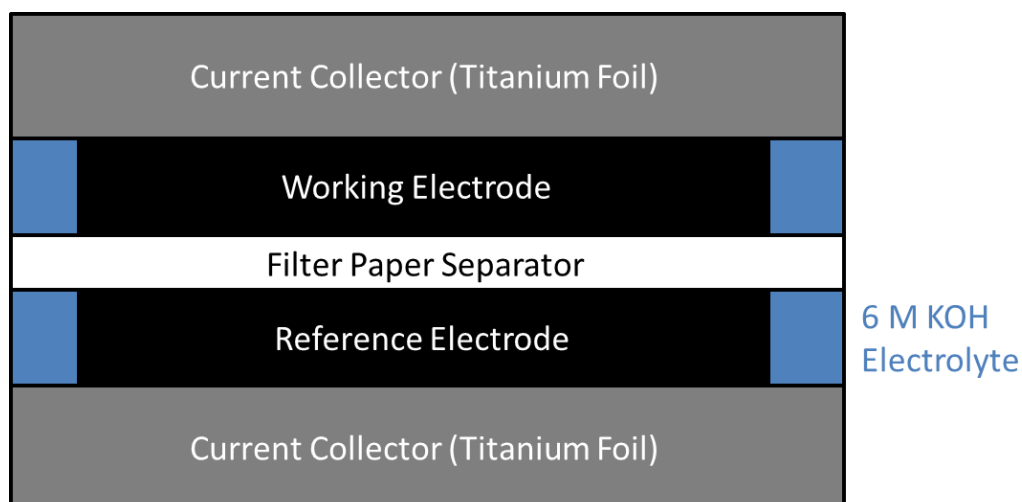 Current Collector (Titanium Foil)
Working Electrode
Filter Paper Separator
Reference Electrode
6 M KOH
Electrolyte
Current Collector (Titanium Foil)